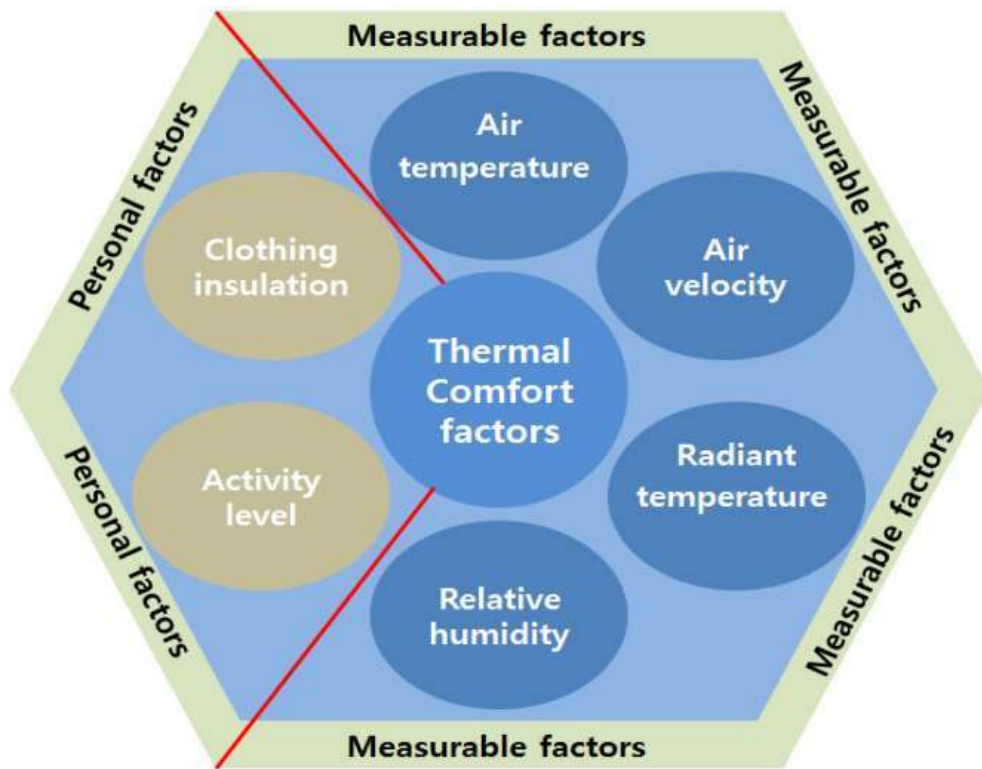 Measurable factors
Personal factors
Measurable factors
Air
temperature
Clothing
insulation
Air
velocity
Thermal
Comfort
factors
Activity
level
Radiant
temperature
Relative
humidity
Personal factors
Measurable factors
Measurable factors